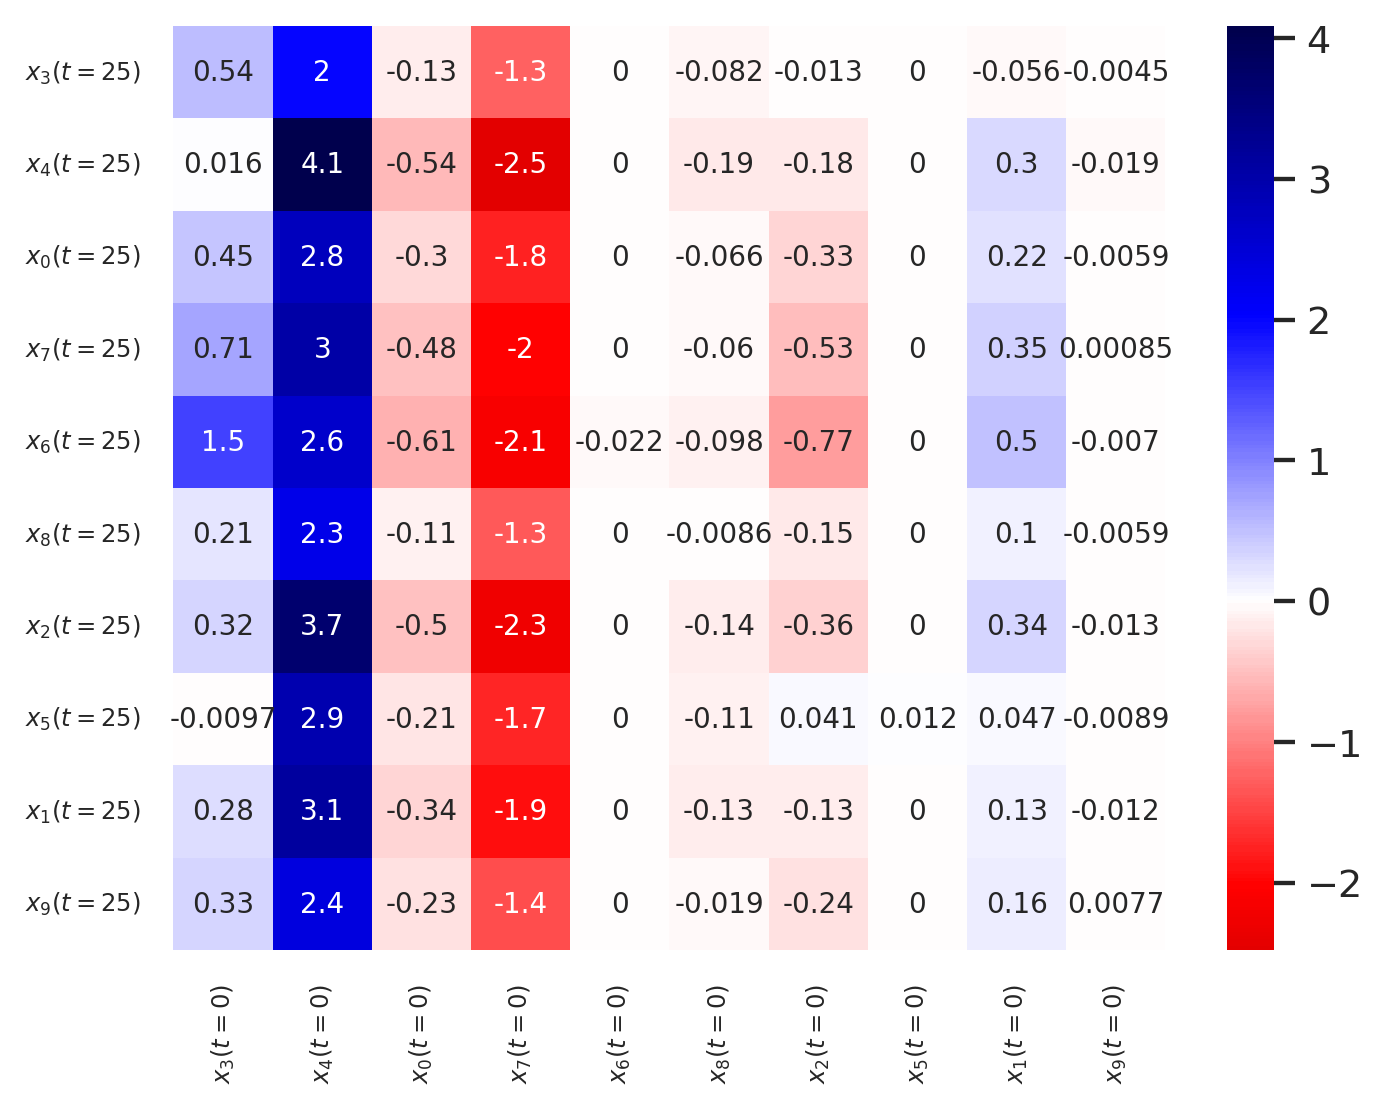 x3(t = 25) 0.54 2 -0.13 -1.3 0 -0.082 -0.013 0 -0.056 -0.0045
x4(t = 25) 0.016 4.1 -0.54 -2.5 0 -0.19 -0.18 0 0.3 -0.019
x0(t = 25) 0.45 2.8 -0.3 -1.8 0 -0.066 -0.33 0 0.22 -0.0059
x7(t = 25) 0.71 3 -0.48 -2 0 -0.06 -0.53 0 0.35 0.00085
x6(t = 25) 1.5 2.6 -0.61 -2.1 -0.022 -0.098 -0.77 0 0.5 -0.007
x8(t = 25) 0.21 2.3 -0.11 -1.3 0 -0.0086 -0.15 0 0.1 -0.0059
x2(t = 25) 0.32 3.7 -0.5 -2.3 0 -0.14 -0.36 0 0.34 -0.013
x5(t = 25) -0.0097 2.9 -0.21 -1.7 0 -0.11 0.041 0.012 0.047 -0.0089
x1(t = 25) 0.28 3.1 -0.34 -1.9 0 -0.13 -0.13 0 0.13 -0.012
x9(t = 25) 0.33 2.4 -0.23 -1.4 0 -0.019 -0.24 0 0.16 0.0077
x3(t = 0) x4(t = 0) x0(t = 0) x7(t = 0) x6(t = 0) x8(t = 0) x2(t = 0) x5(t = 0) x1(t = 0) x9(t = 0)
4
3
2
1
0
−1
−2